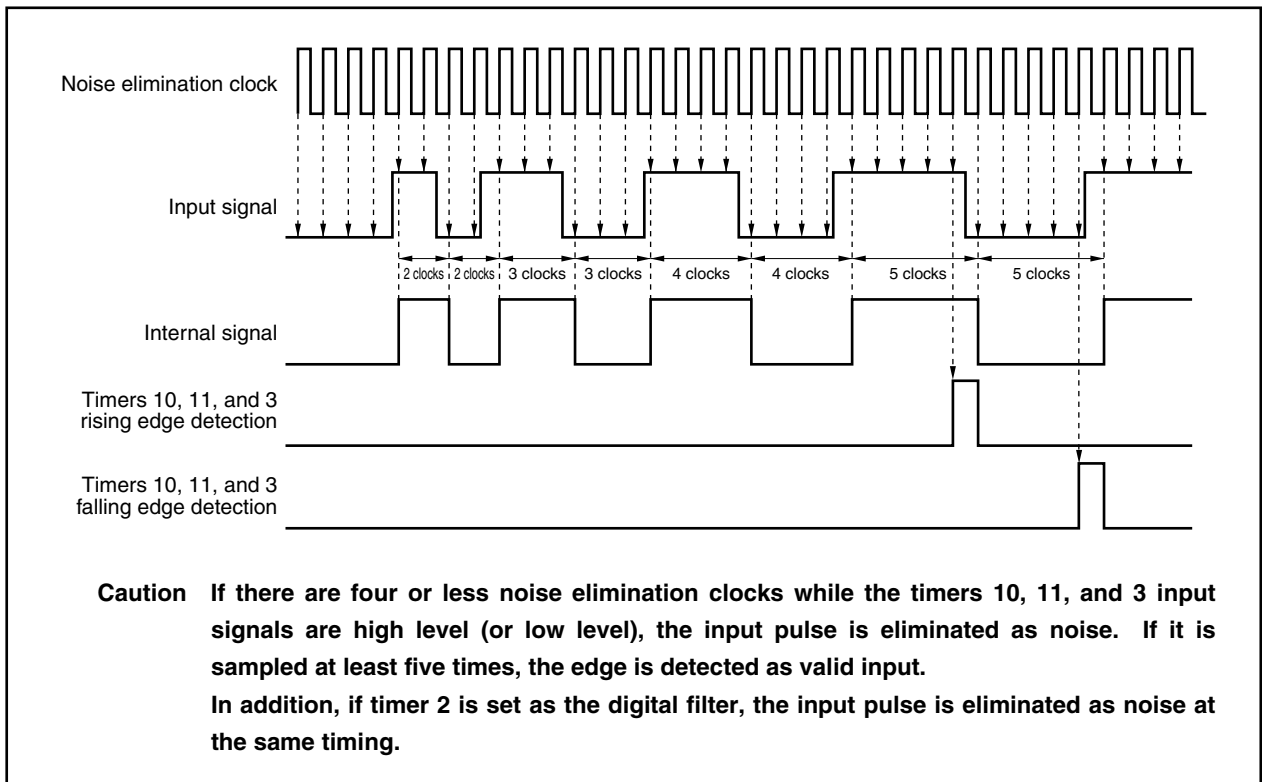 Noise elimination clock
Input signal
2 clocks 2 clocks 3 clocks 3 clocks 4 clocks 4 clocks 5 clocks 5 clocks
Internal signal
Timers 10, 11, and 3
rising edge detection
Timers 10, 11, and 3
falling edge detection
Caution If there are four or less noise elimination clocks while the timers 10, 11, and 3 input
signals are high level (or low level), the input pulse is eliminated as noise. If it is
sampled at least five times, the edge is detected as valid input.
In addition, if timer 2 is set as the digital filter, the input pulse is eliminated as noise at
the same timing.